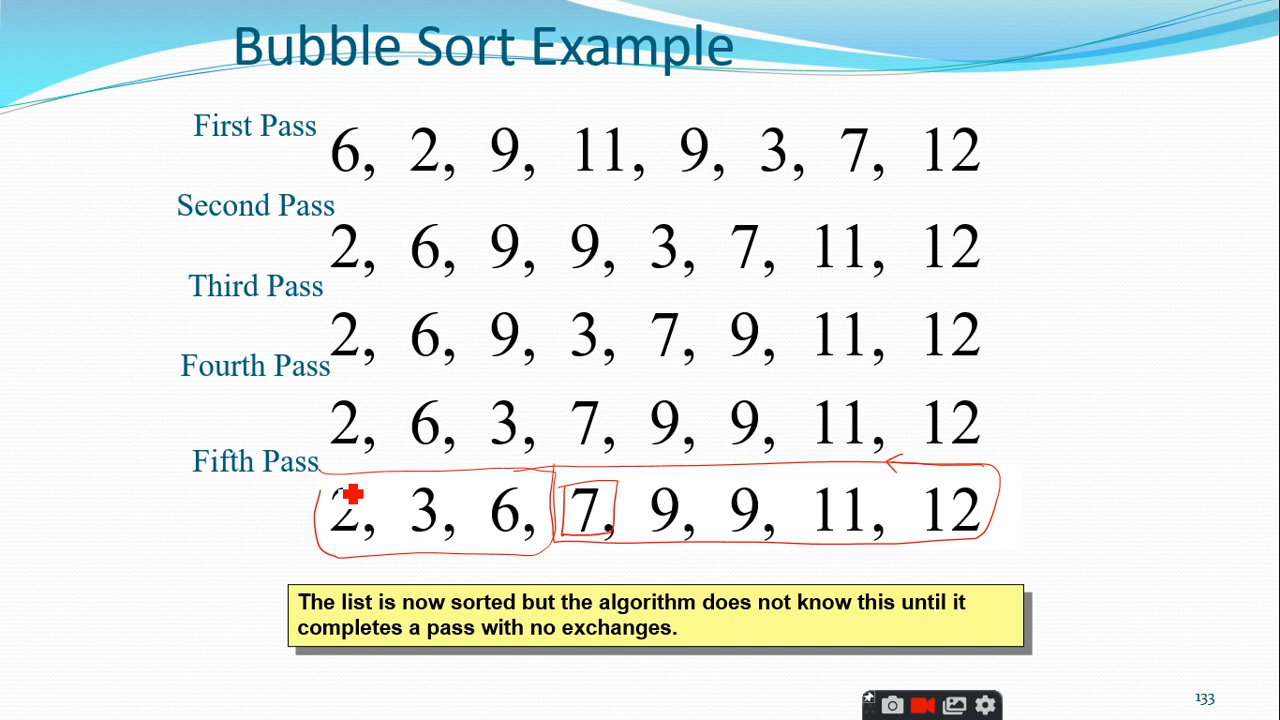 Bubble Sort Example
First Pass
6, 2, 9, 11, 9, 3, 7, 12
Second Pass
2, 6, 9, 9, 3, 7, 11, 12
Third Pass
2, 6, 9, 3, 7, 9, 11, 12
Fourth Pass
2, 6, 3, 7, 9, 9, 11, 12
Fifth Pass
2, 3, 6, 7, 9, 9, 11, 12
The list is now sorted but the algorithm does not know this until it
completes a pass with no exchanges.
133